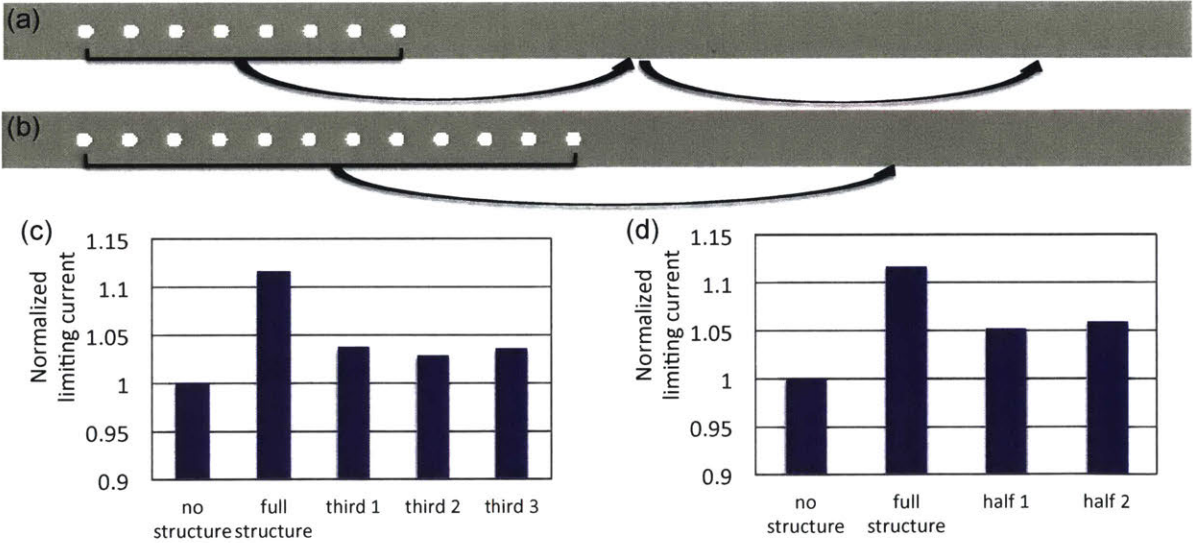 (a)
(b)
(c)
Normalized
limiting current
1.15
1.1
1.05
1
0.95
0.9
no
structure
full
structure
third 1
third 2
third 3
(d)
Normalized
limiting current
1.15
1.1
1.05
1
0.95
0.9
no
structure
full
structure
half 1
half 2